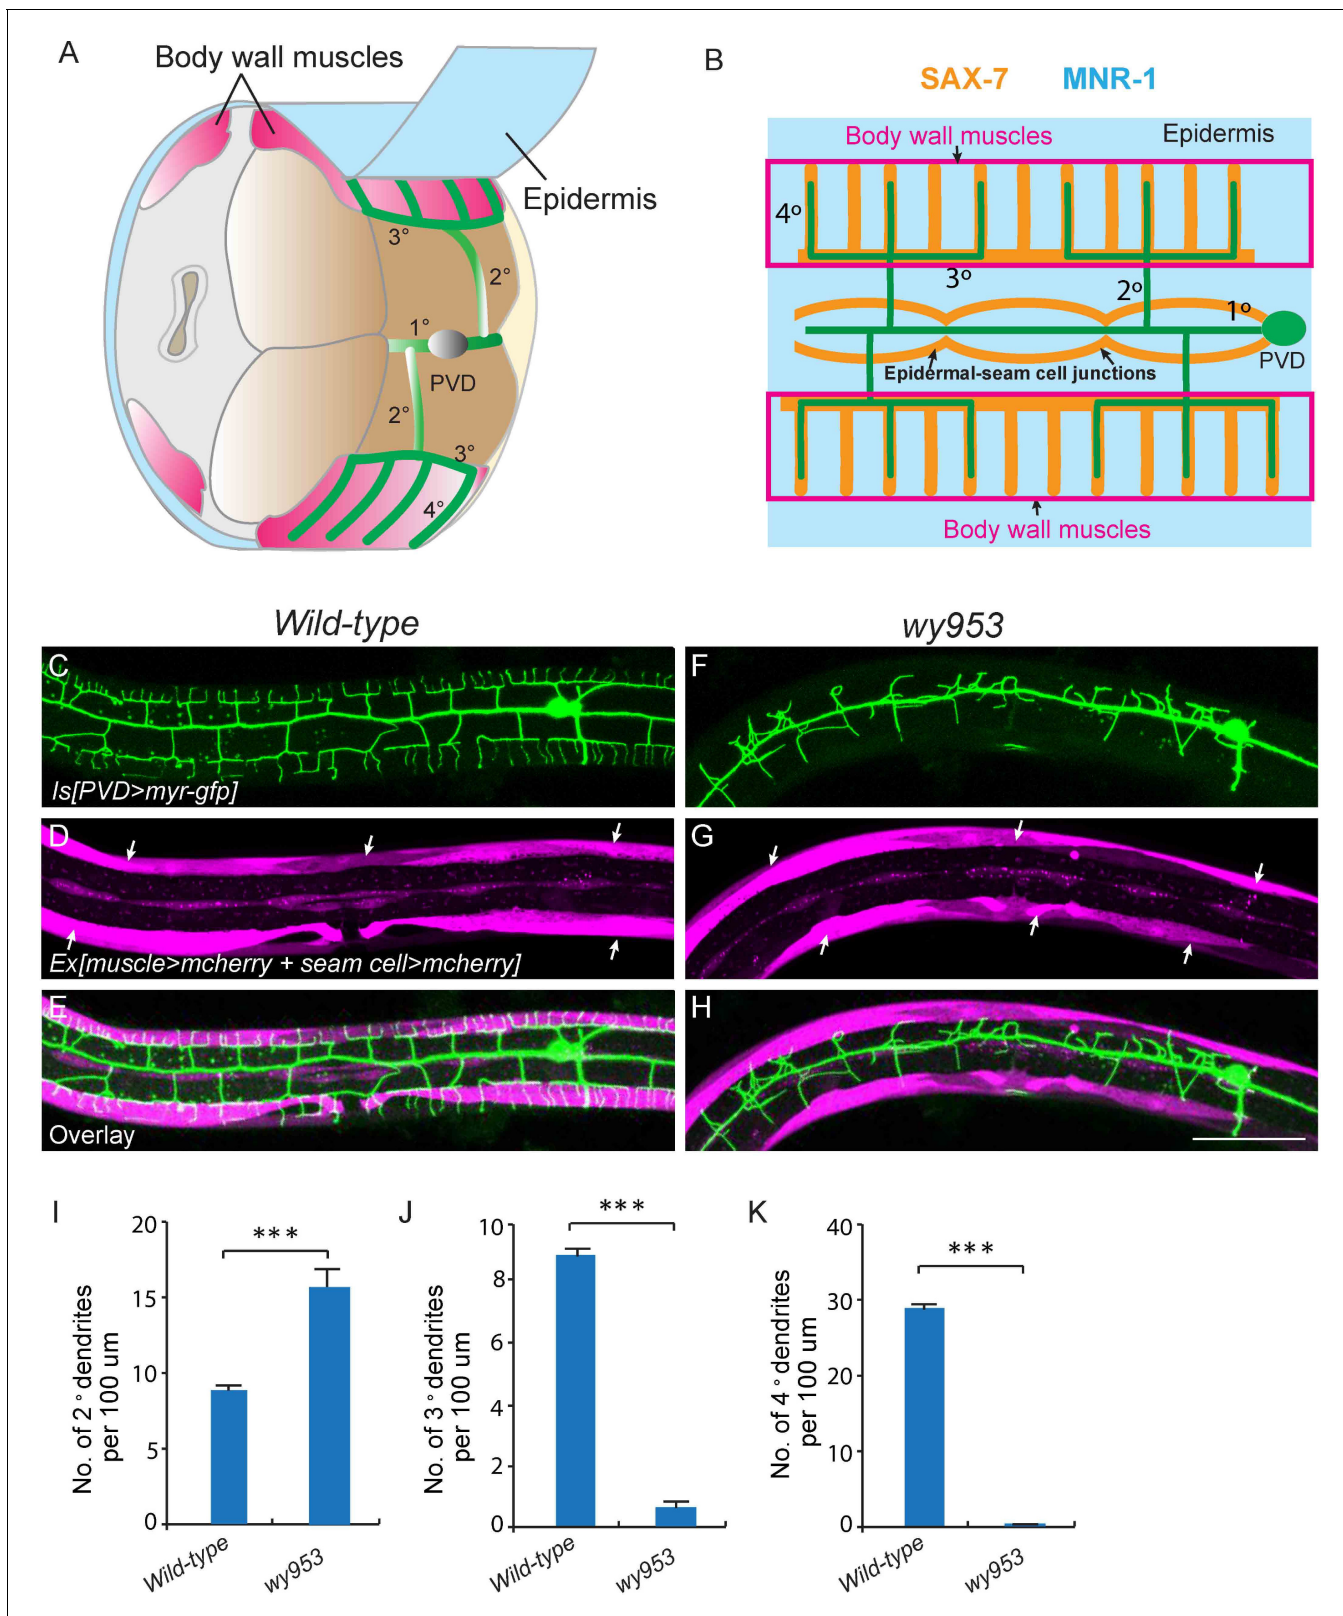 A
Body wall muscles
Epidermis
3°
2°
1°
PVD
2°
3°
4°
B
SAX-7 MNR-1
Body wall muscles
Epidermis
4º
3º
2º
1º
PVD
Epidermal-seam cell junctions
Body wall muscles
Wild-type
wy953
C
Is[PVD>myr-gfp]
F
D
Ex[muscle>mcherry + seam cell>mcherry]
G
E
Overlay
H
I
No. of 2 ° dendrites
per 100 um
20
15
10
5
0
***
Wild-type
wy953
J
No. of 3 ° dendrites
per 100 um
10
8
6
4
2
0
***
Wild-type
wy953
K
No. of 4 ° dendrites
per 100 um
40
30
20
10
0
***
Wild-type
wy953